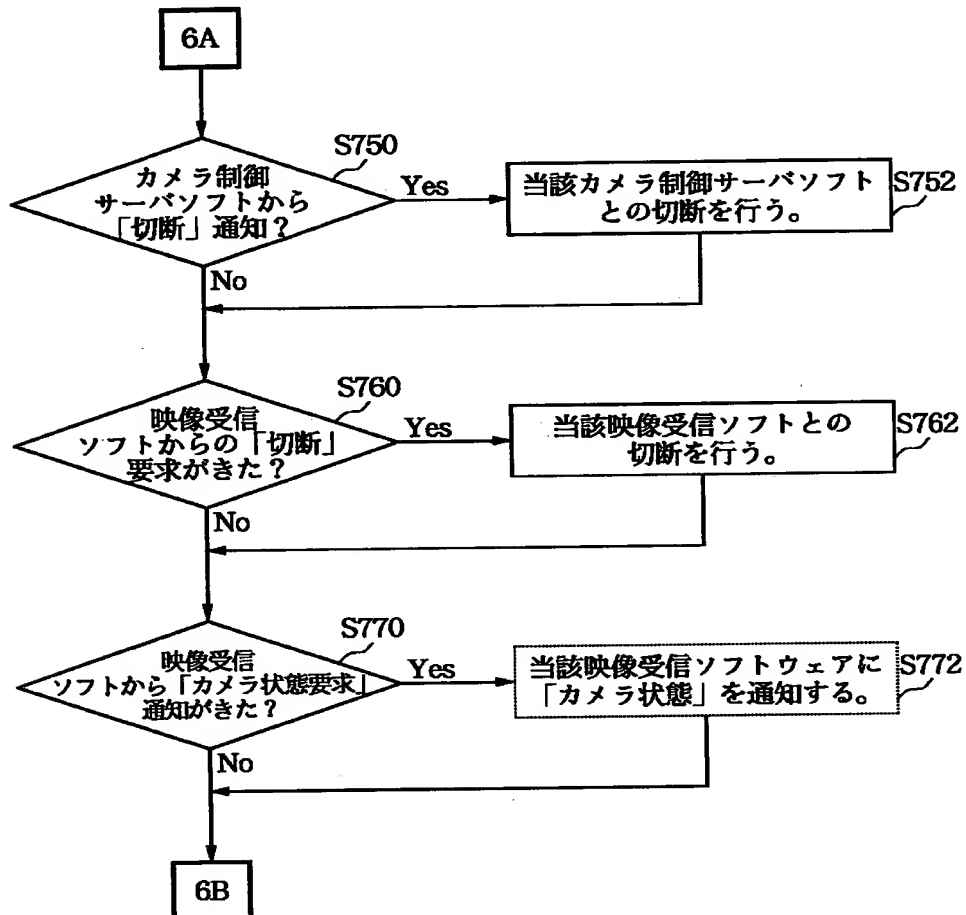 6A
S750
カメラ制御
サーバソフトから
「切断」通知？
Yes
当該カメラ制御サーバソフト
との切断を行う。
S752
No
S760
映像受信
ソフトからの「切断」
要求がきた？
Yes
当該映像受信ソフトとの
切断を行う。
S762
No
S770
映像受信
ソフトから「カメラ状態要求」
通知がきた？
Yes
当該映像受信ソフトウェアに
「カメラ状態」を通知する。
S772
No
6B